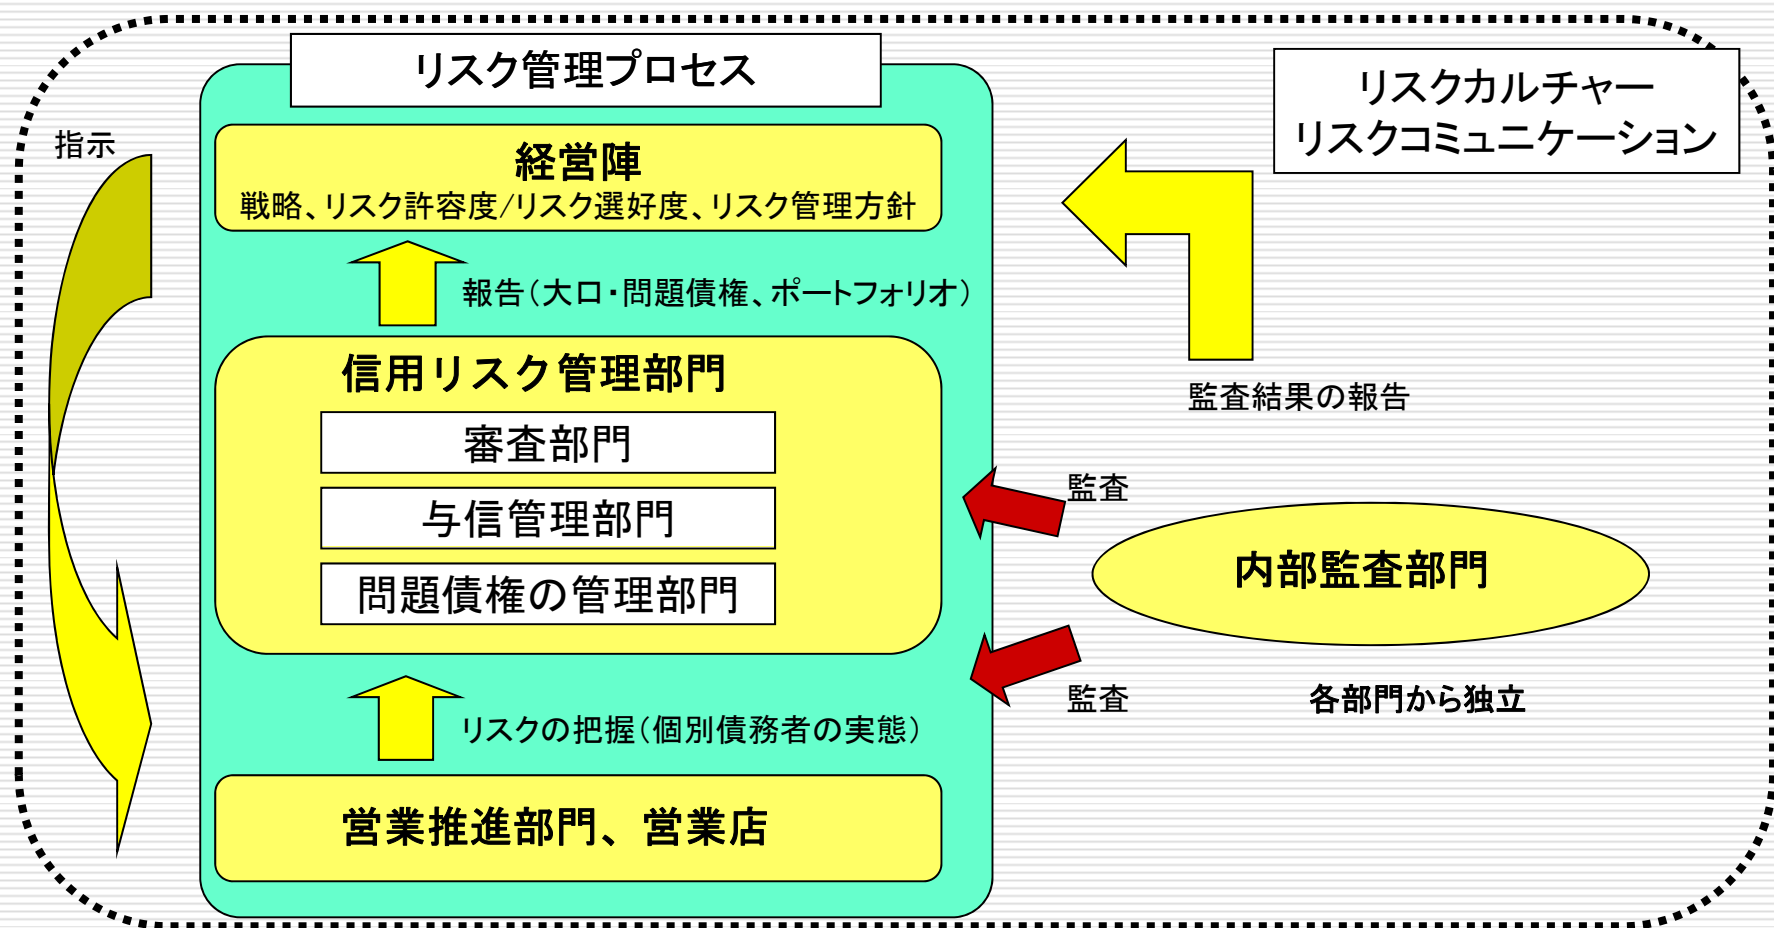 リスク管理プロセス
リスクカルチャー
リスクコミュニケーション
指示
経営陣
戦略、リスク許容度/リスク選好度、リスク管理方針
報告(大口・問題債権、ポートフォリオ)
信用リスク管理部門
審査部門
与信管理部門
問題債権の管理部門
監査結果の報告
監査
内部監査部門
監査
各部門から独立
リスクの把握(個別債務者の実態)
営業推進部門、営業店